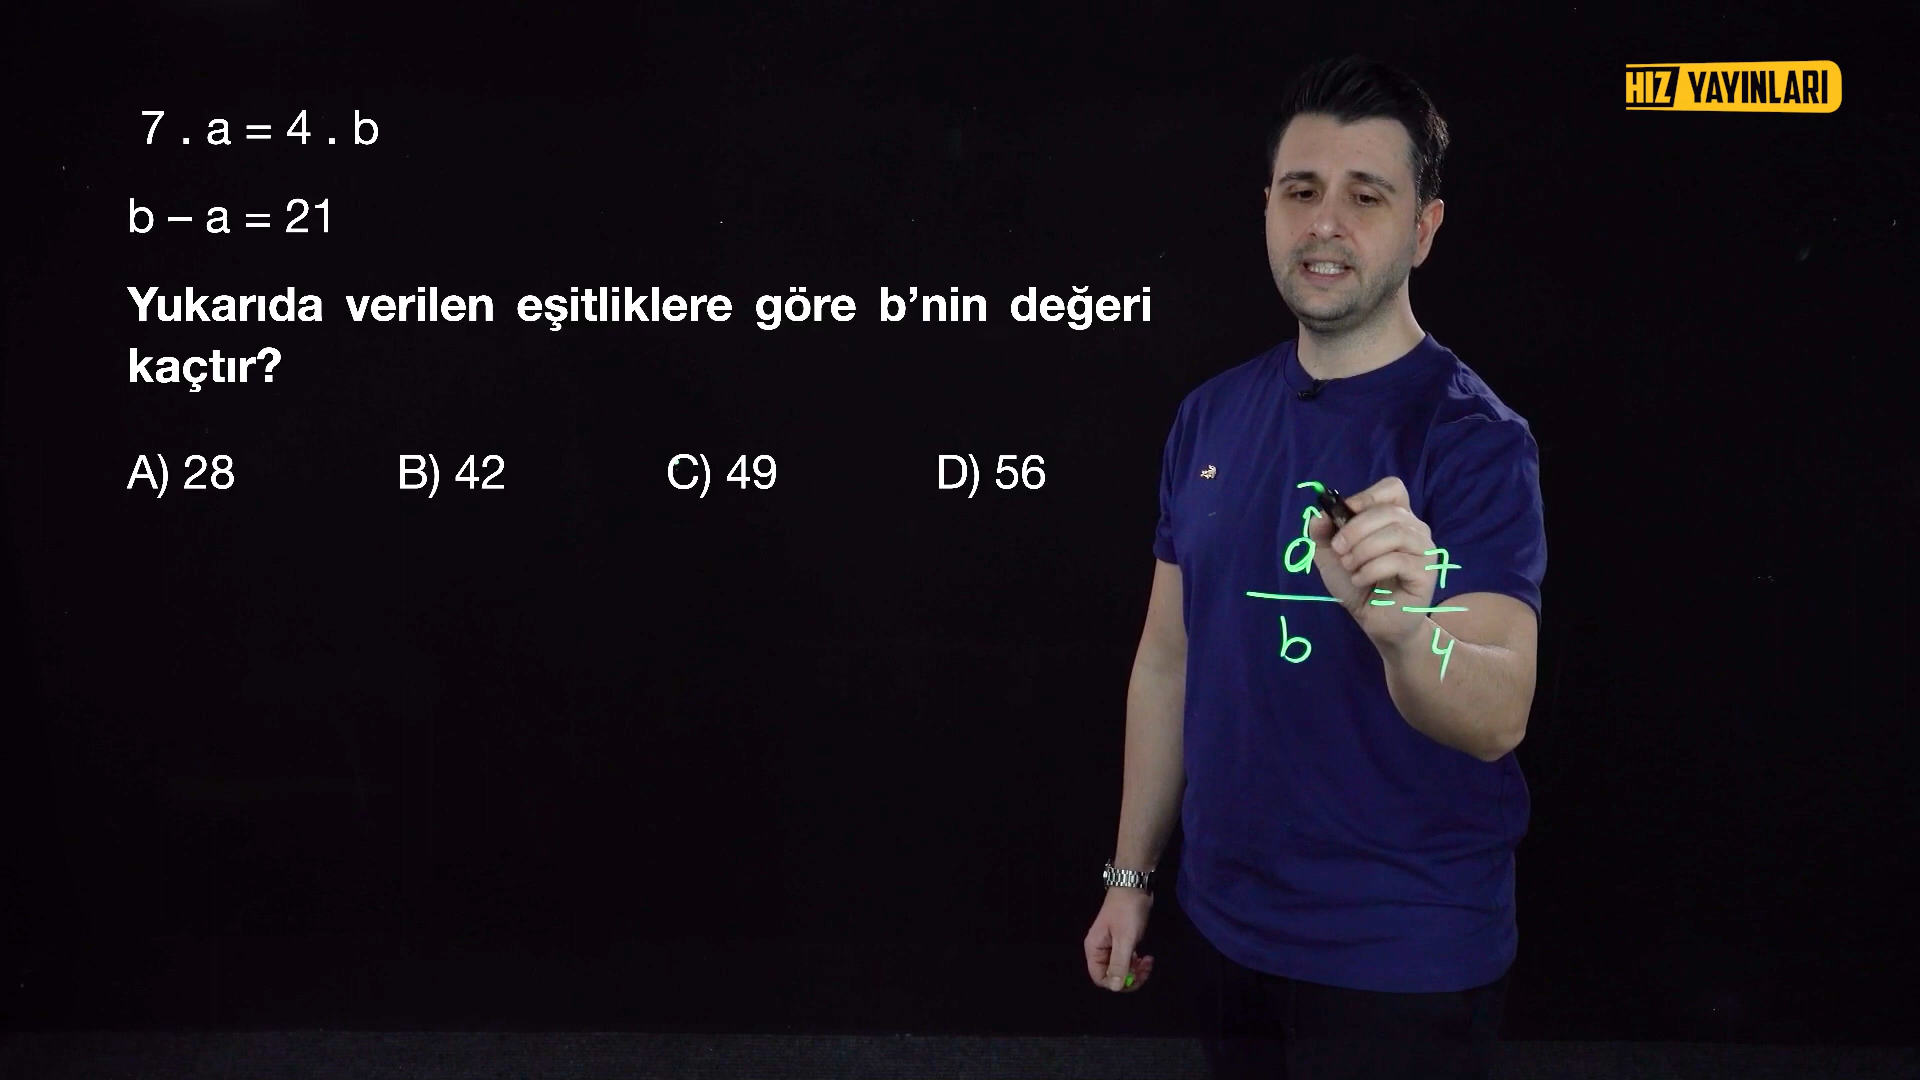 HIZ YAYINLARI
7 . a = 4 . b
b – a = 21
Yukarıda verilen eşitliklere göre b’nin değeri
kaçtır?
A) 28 B) 42 C) 49 D) 56
a/b = 7/4